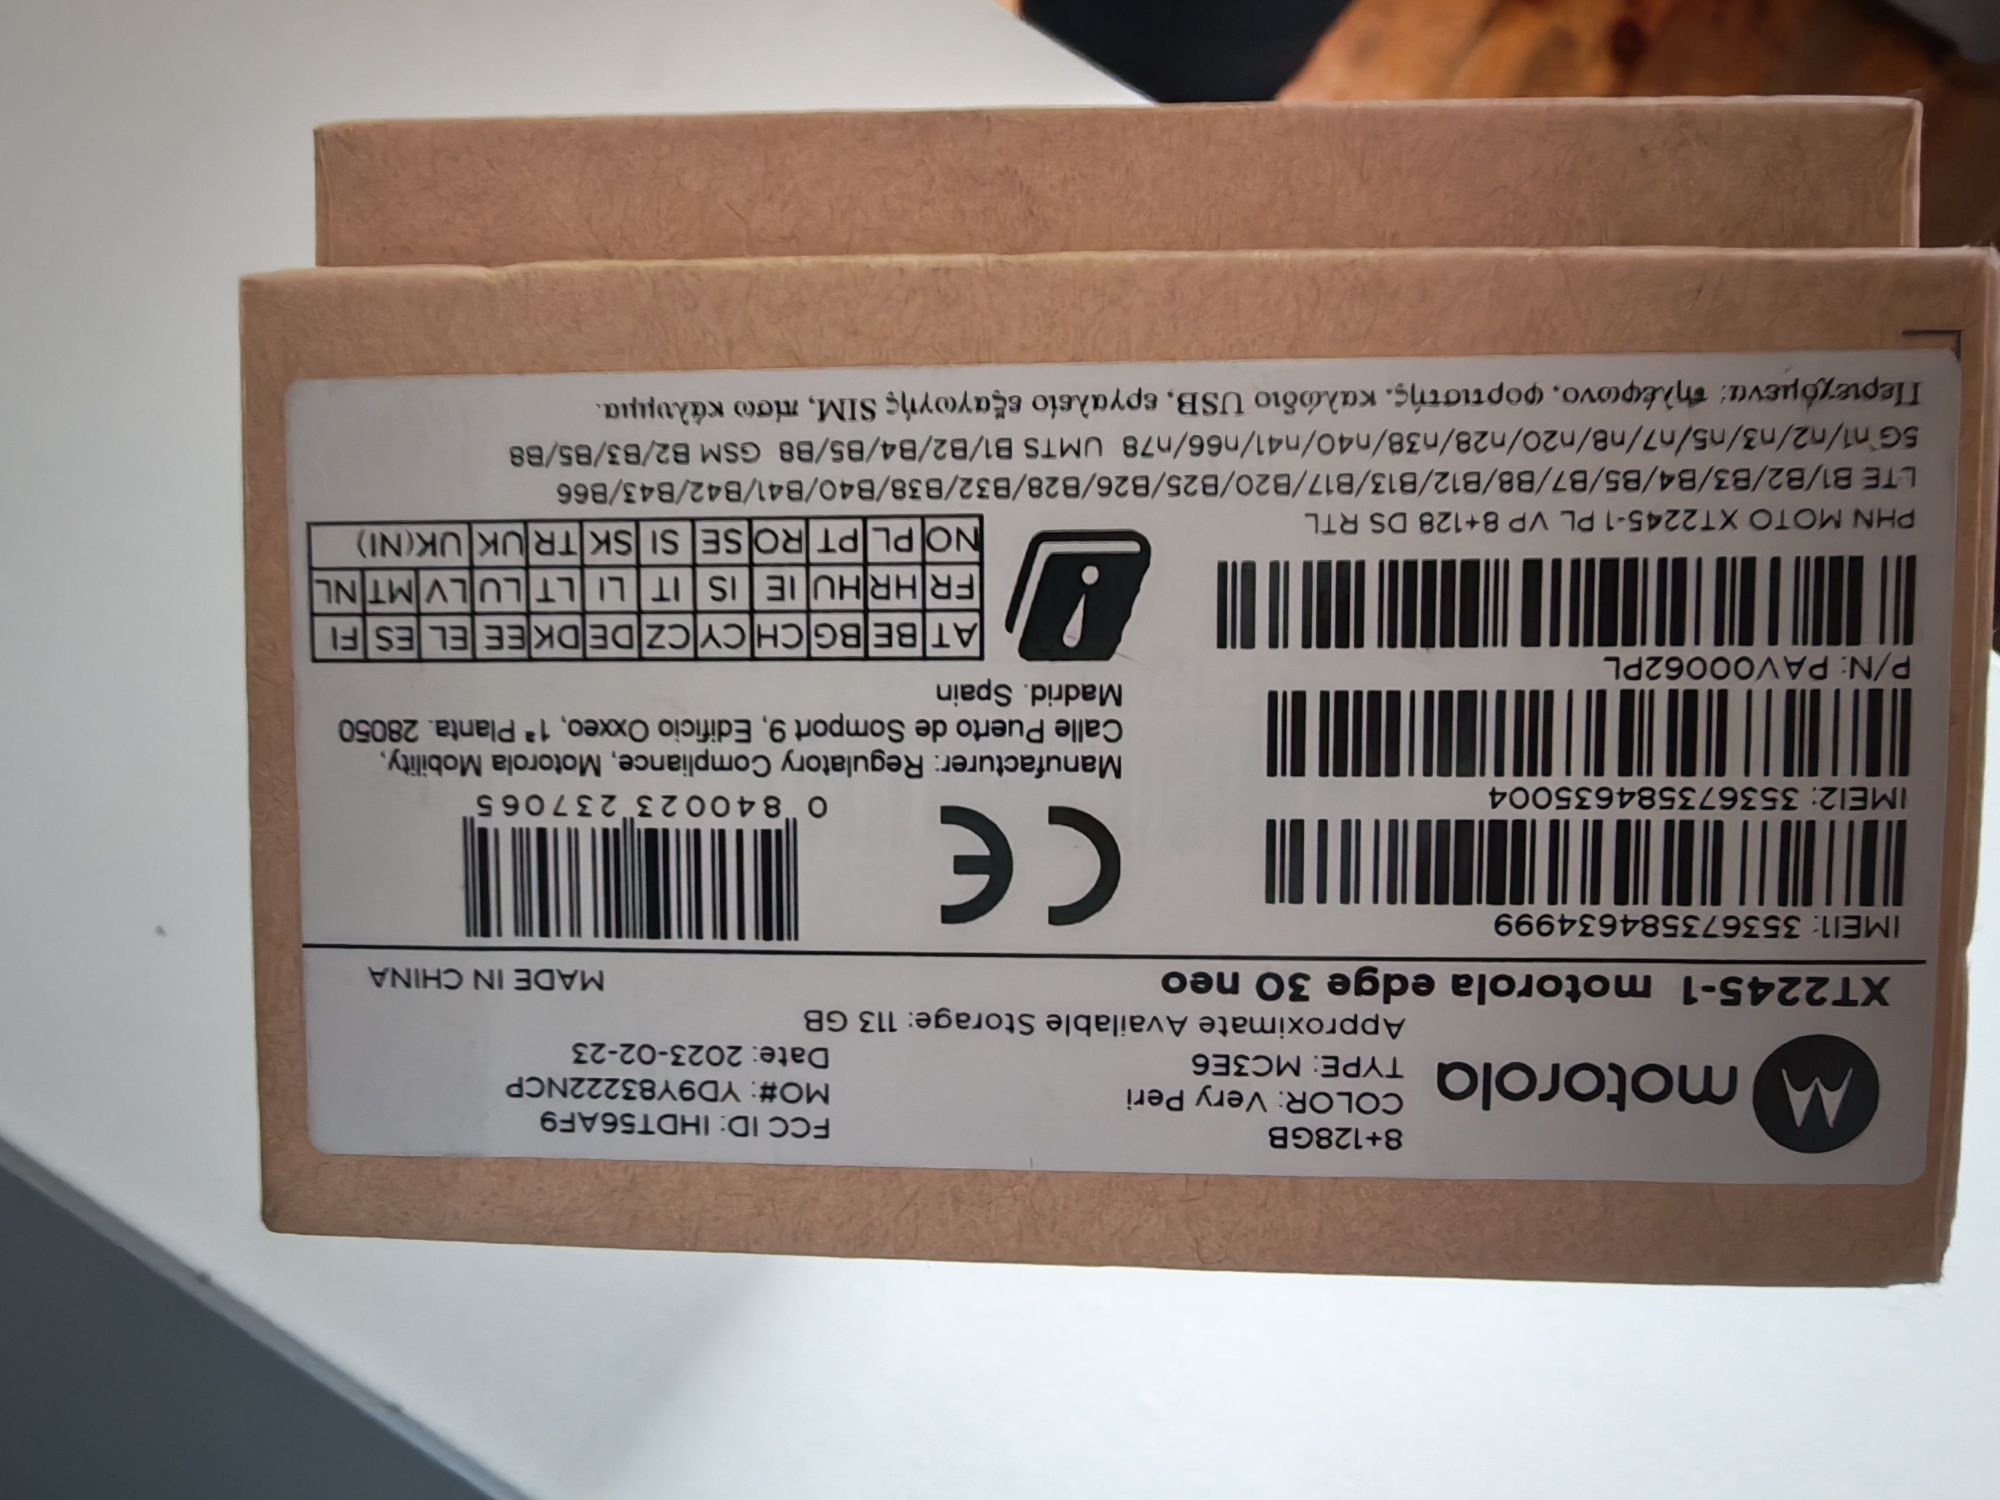 motorola
8+128GB
COLOR: Very Peri
TYPE: MC3E6
Approximate Available Storage: 113 GB
FCC ID: IHDT56AF9
MO#: YD9Y83222NCP
Date: 2023-02-23
XT2245-1 motorola edge 30 neo
MADE IN CHINA
IMEI1: 353673584634999
IMEI2: 353673584635004
P/N: PAV00062PL
PHN MOTO XT2245-1 PL VP 8+128 DS RTL
CE
0 840023 237065
Manufacturer: Regulatory Compliance, Motorola Mobility,
Calle Puerto de Somport 9, Edificio Oxxeo, 1ª Planta. 28050
Madrid. Spain
AT BE BG CH CY CZ DE DK EE EL ES FI
FR HR HU IE IS IT LI LT LU LV MT NL
NO PL PT RO SE SI SK TR UK UK(NI)
LTE B1/B2/B3/B4/B5/B7/B8/B12/B13/B17/B20/B25/B26/B28/B32/B38/B40/B41/B42/B43/B66
5G n1/n2/n3/n5/n7/n8/n20/n28/n38/n40/n41/n66/n78 UMTS B1/B2/B4/B5/B8 GSM B2/B3/B5/B8
Περιεχόμενα: τηλέφωνο, φορτιστής, καλώδιο USB, εργαλείο εξαγωγής SIM, πίσω κάλυμμα.